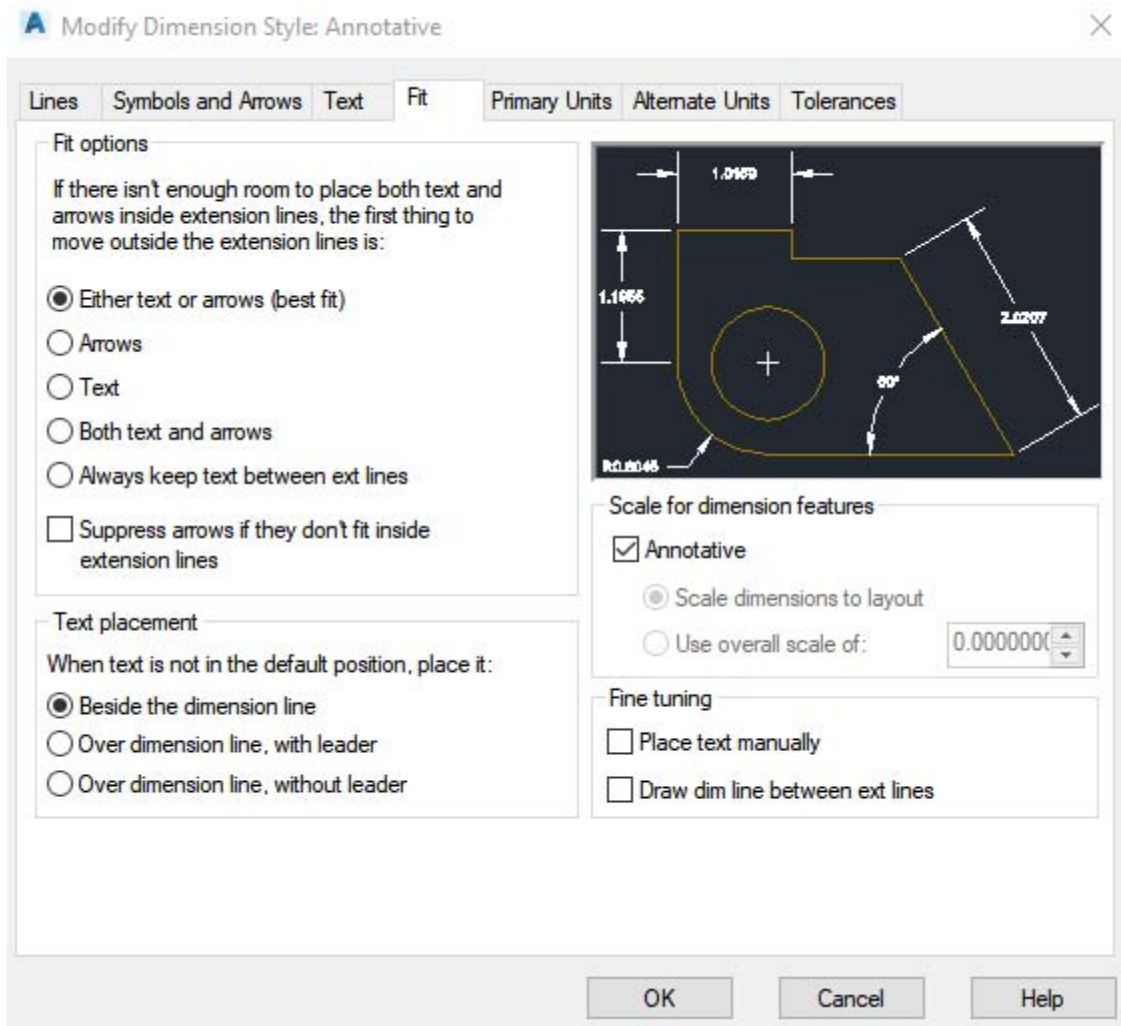 Modify Dimension Style: Annotative
Lines Symbols and Arrows Text Fit Primary Units Alternate Units Tolerances
Fit options
If there isn't enough room to place both text and
arrows inside extension lines, the first thing to
move outside the extension lines is:
Either text or arrows (best fit)
Arrows
Text
Both text and arrows
Always keep text between ext lines
Suppress arrows if they don't fit inside
extension lines
Text placement
When text is not in the default position, place it:
Beside the dimension line
Over dimension line, with leader
Over dimension line, without leader
1.0159
1.1955
2.0207
60°
R0.8045
Scale for dimension features
Annotative
Scale dimensions to layout
Use overall scale of:
0.0000000
Fine tuning
Place text manually
Draw dim line between ext lines
OK Cancel Help